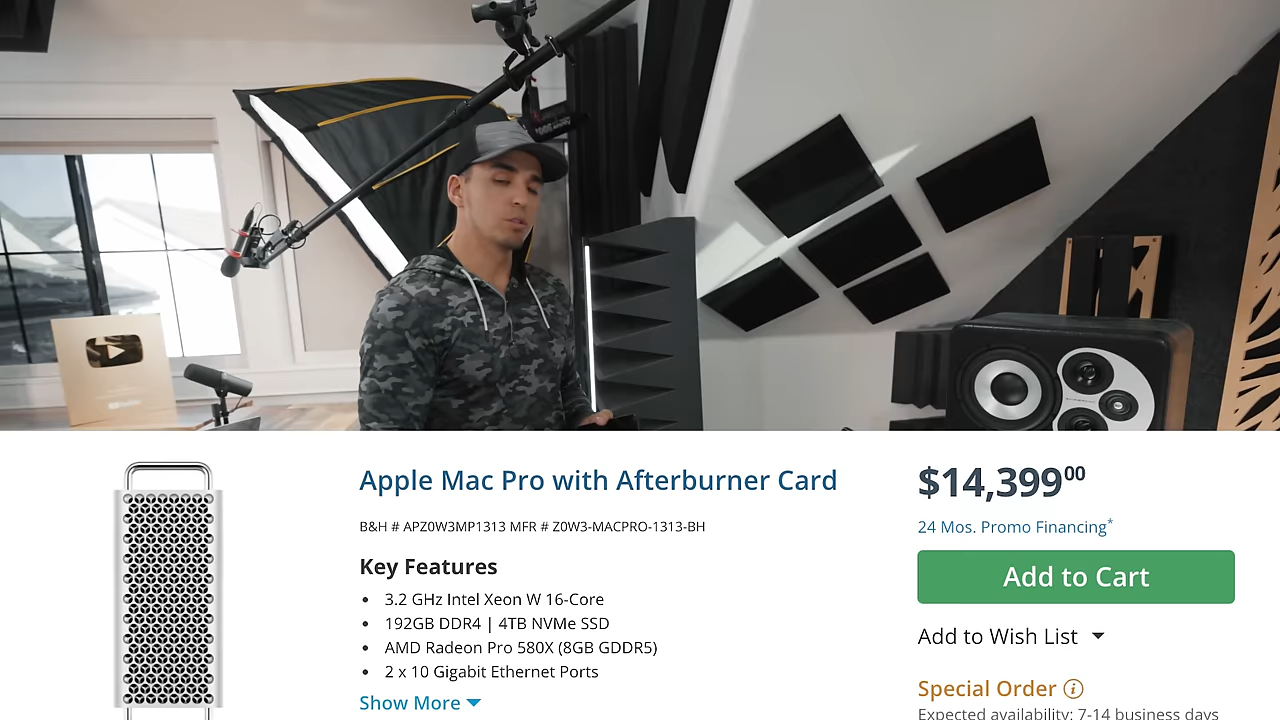 Apple Mac Pro with Afterburner Card
B&H # APZ0W3MP1313 MFR # Z0W3-MACPRO-1313-BH
Key Features
3.2 GHz Intel Xeon W 16-Core
192GB DDR4 | 4TB NVMe SSD
AMD Radeon Pro 580X (8GB GDDR5)
2 x 10 Gigabit Ethernet Ports
Show More
$14,39900
24 Mos. Promo Financing*
Add to Cart
Add to Wish List
Special Order
Expected availability: 7-14 business days